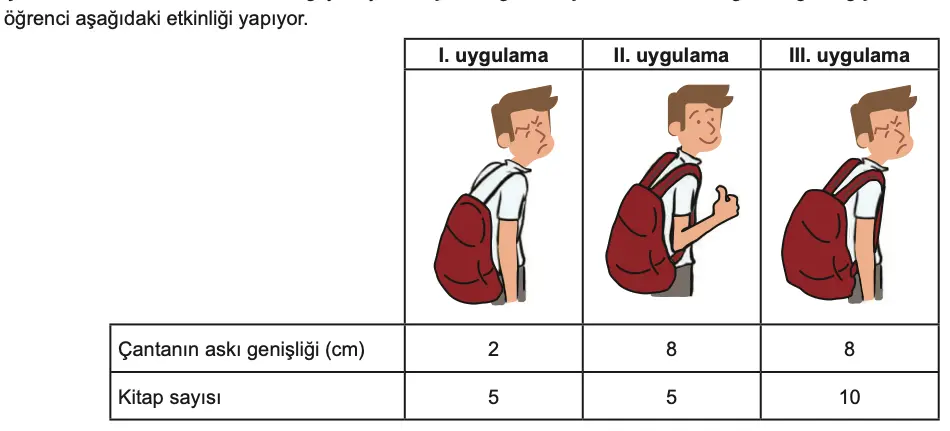 öğrenci aşağıdaki etkinliği yapıyor.
I. uygulama II. uygulama III. uygulama
Çantanın askı genişliği (cm) 2 8 8
Kitap sayısı 5 5 10